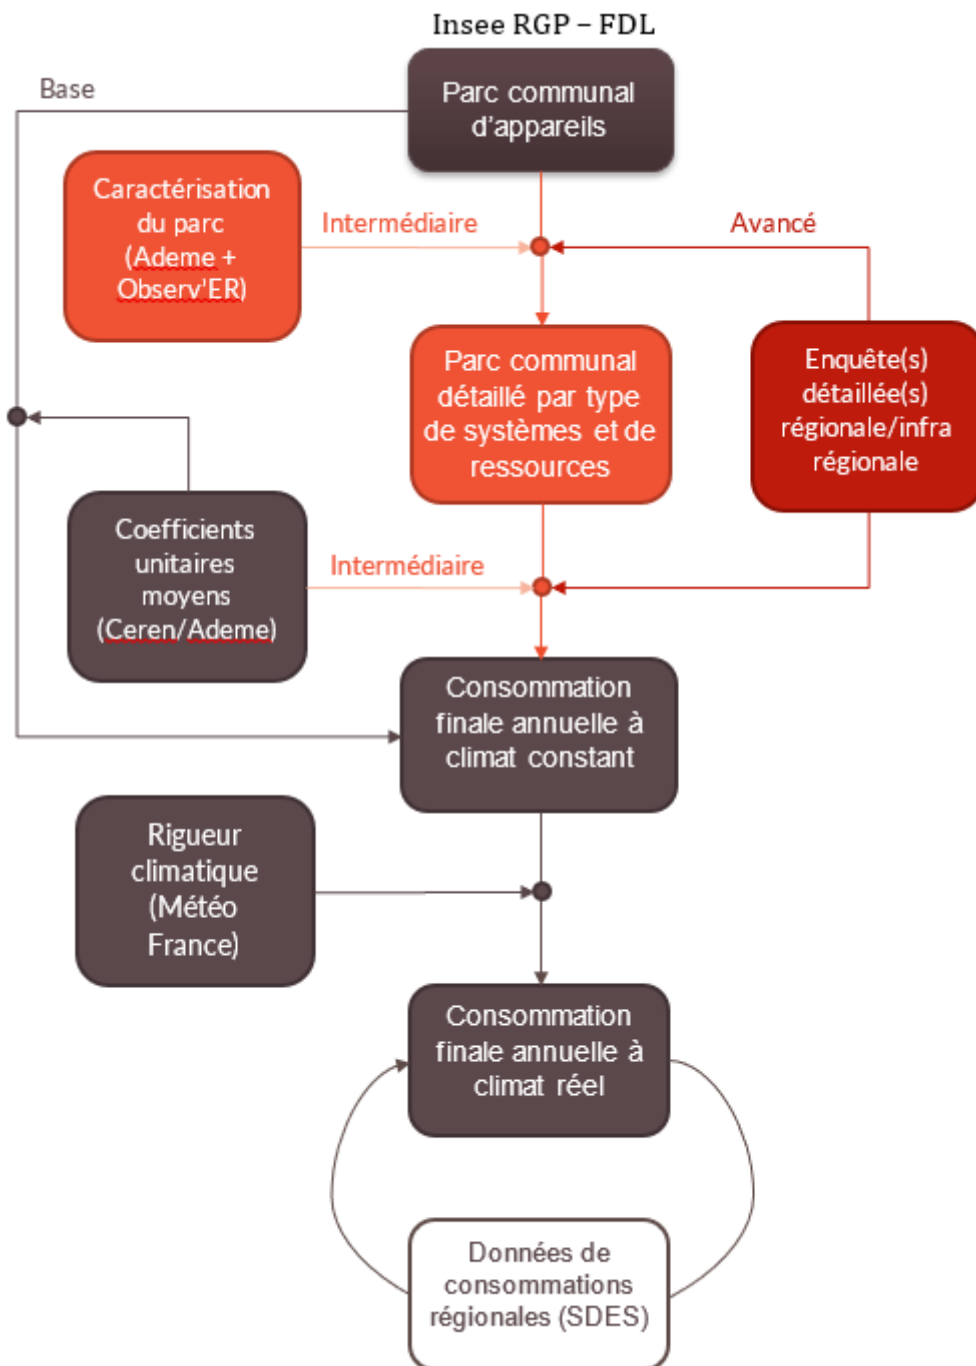 Insee RGP – FDL
Base
Parc communal
d'appareils
Caractérisation
du parc
(Ademe +
Observ'ER)
Intermédiaire
Avancé
Parc communal
détaillé par type
de systèmes et de
ressources
Enquête(s)
détaillée(s)
régionale/infra
régionale
Coefficients
unitaires
moyens
(Ceren/Ademe)
Intermédiaire
Consommation
finale annuelle à
climat constant
Rigueur
climatique
(Météo
France)
Consommation
finale annuelle à
climat réel
Données de
consommations
régionales (SDES)